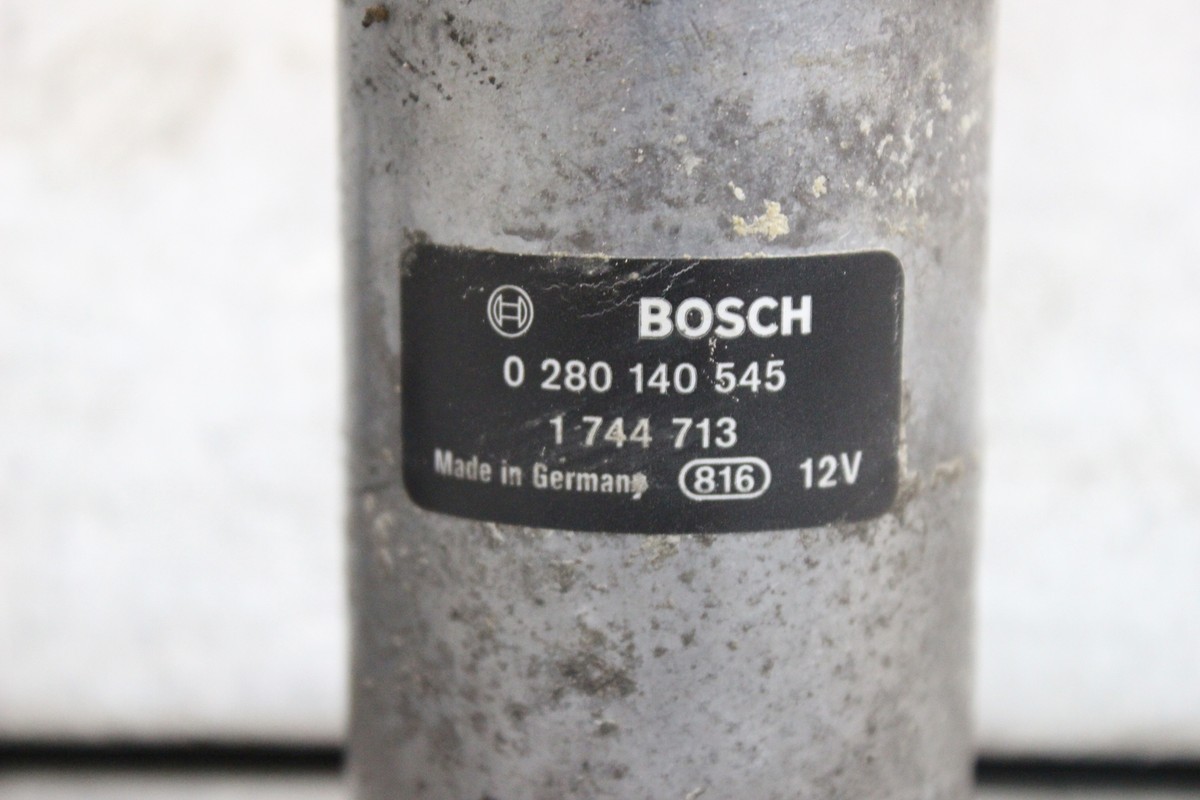 BOSCH
0 280 140 545
1 744 713
Made in Germany 816 12V